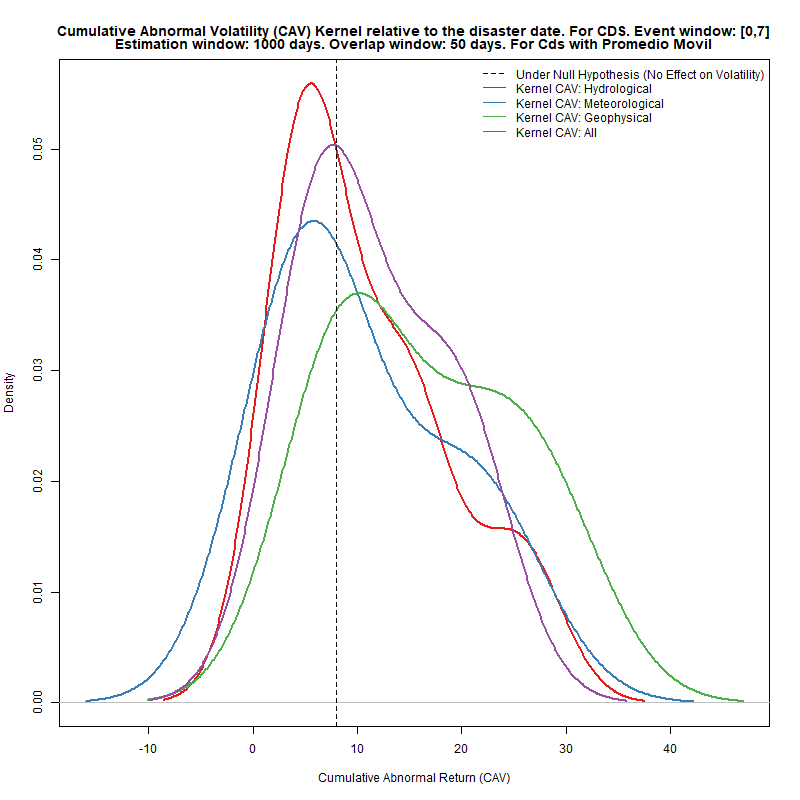 Cumulative Abnormal Volatility (CAV) Kernel relative to the disaster date. For CDS. Event window: [0,7]
Estimation window: 1000 days. Overlap window: 50 days. For Cds with Promedio Movil
Under Null Hypothesis (No Effect on Volatility)
Kernel CAV: Hydrological
Kernel CAV: Meteorological
Kernel CAV: Geophysical
Kernel CAV: All
Density
0.05
0.04
0.03
0.02
0.01
0.00
-10 0 10 20 30 40
Cumulative Abnormal Return (CAV)